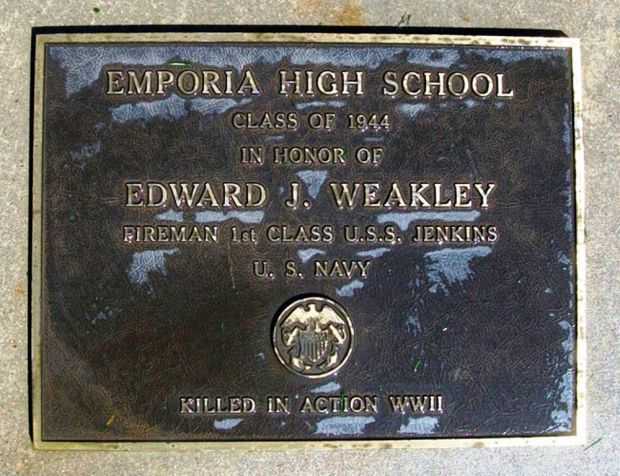 EMPORIA HIGH SCHOOL
CLASS OF 1944
IN HONOR OF
EDWARD J. WEAKLEY
FIREMAN 1st CLASS U.S.S. JENKINS
U. S. NAVY
KILLED IN ACTION WWII